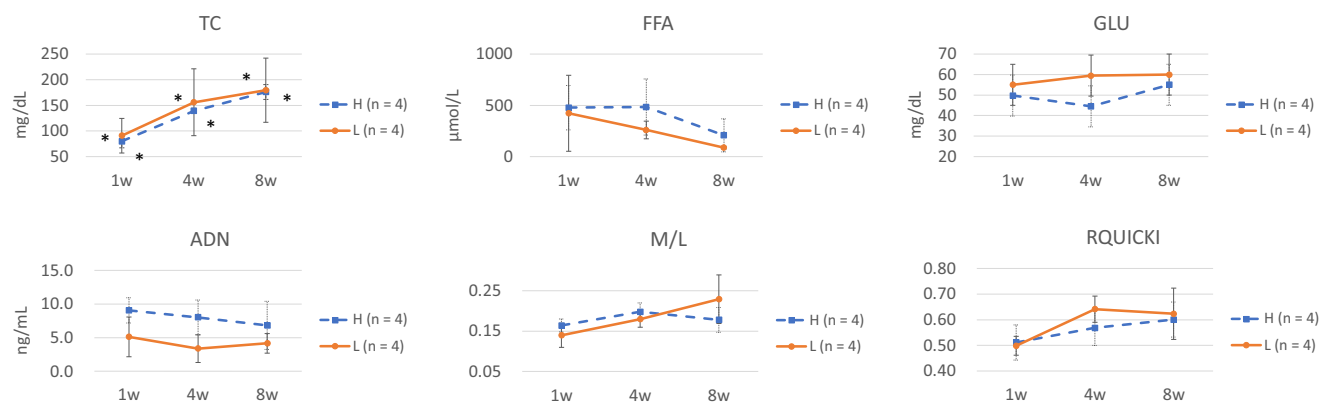 TC
250
200
150
100
50
mg/dL
*
*
*
*
*
*
1w 4w 8w
H (n = 4)
L (n = 4)
FFA
1000
500
0
μmol/L
1w 4w 8w
H (n = 4)
L (n = 4)
GLU
70
60
50
40
30
20
mg/dL
1w 4w 8w
H (n = 4)
L (n = 4)
ADN
15.0
10.0
5.0
0.0
ng/mL
1w 4w 8w
H (n = 4)
L (n = 4)
M/L
0.25
0.15
0.05
1w 4w 8w
H (n = 4)
L (n = 4)
RQUICKI
0.80
0.70
0.60
0.50
0.40
1w 4w 8w
H (n = 4)
L (n = 4)